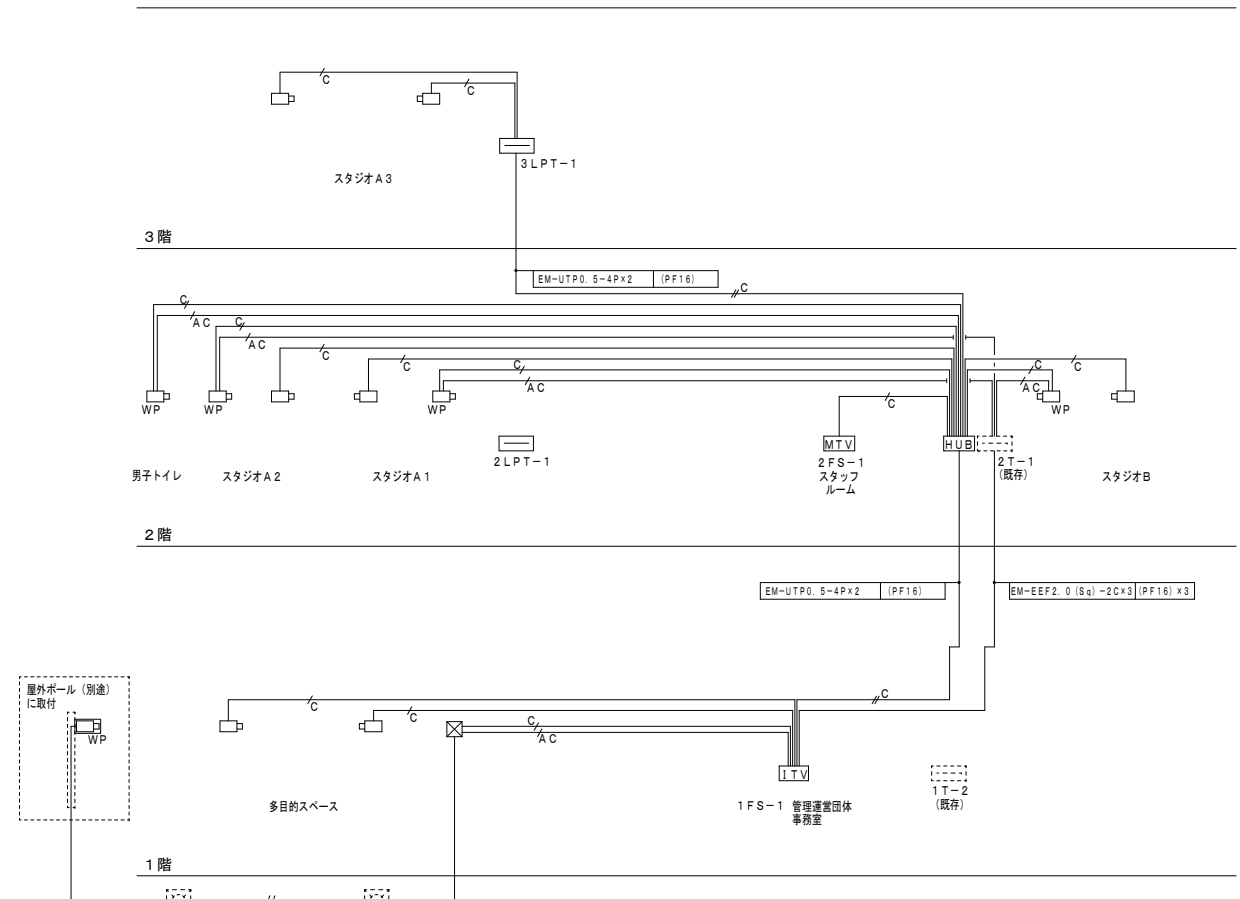 C
C
3LPT-1
スタジオA3
3階
EM-UTP0.5-4P×2 (PF16)
C
C
AC
C
AC
C
C
C
AC
C
C
AC
C
WP
WP
WP
WP
MTV
HUB
2LPT-1
2FS-1
スタッフ
ルーム
2T-1
(既存)
男子トイレ
スタジオA2
スタジオA1
スタジオB
2階
EM-UTP0.5-4P×2 (PF16)
EM-EEF2.0(Sq)-2C×3 (PF16)×3
屋外ポール(別途)
に取付
WP
C
C
C
C
AC
ITV
多目的スペース
1FS-1 管理運営団体
事務室
1T-2
(既存)
1階